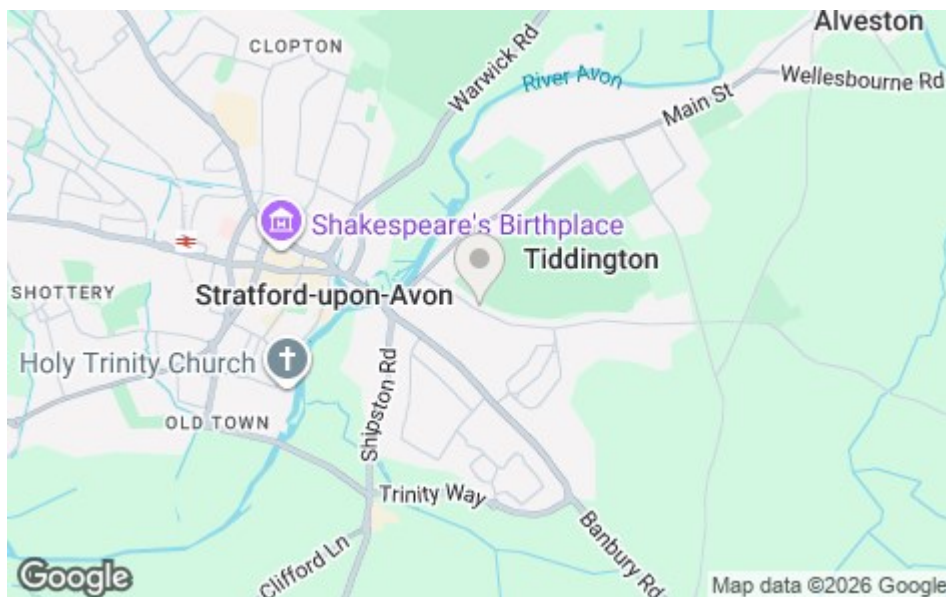 Alveston
CLOPTON
Warwick Rd
River Avon
Wellesbourne Rd
Main St
Shakespeare's Birthplace
Tiddington
SHOTTERY
Stratford-upon-Avon
Holy Trinity Church
Shipston Rd
OLD TOWN
Trinity Way
Banbury Rd
Clifford Ln
Google
Map data ©2026 Google